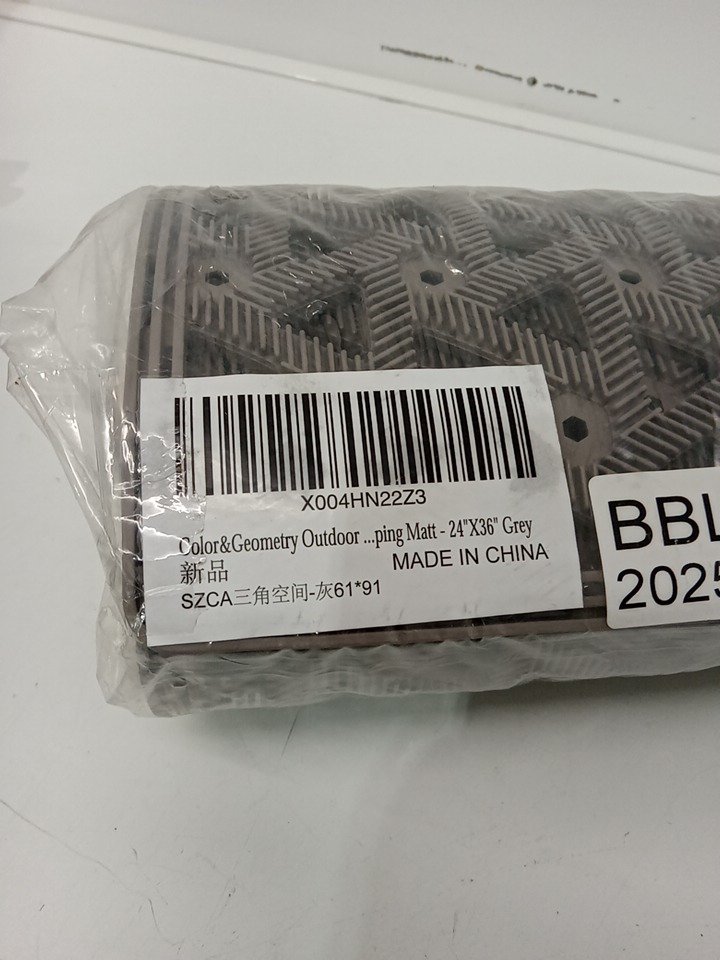 X004HN22Z3
Color&Geometry Outdoor ...ping Matt - 24"X36" Grey
新品
MADE IN CHINA
SZCA三角空间-灰61*91
BBL
2025